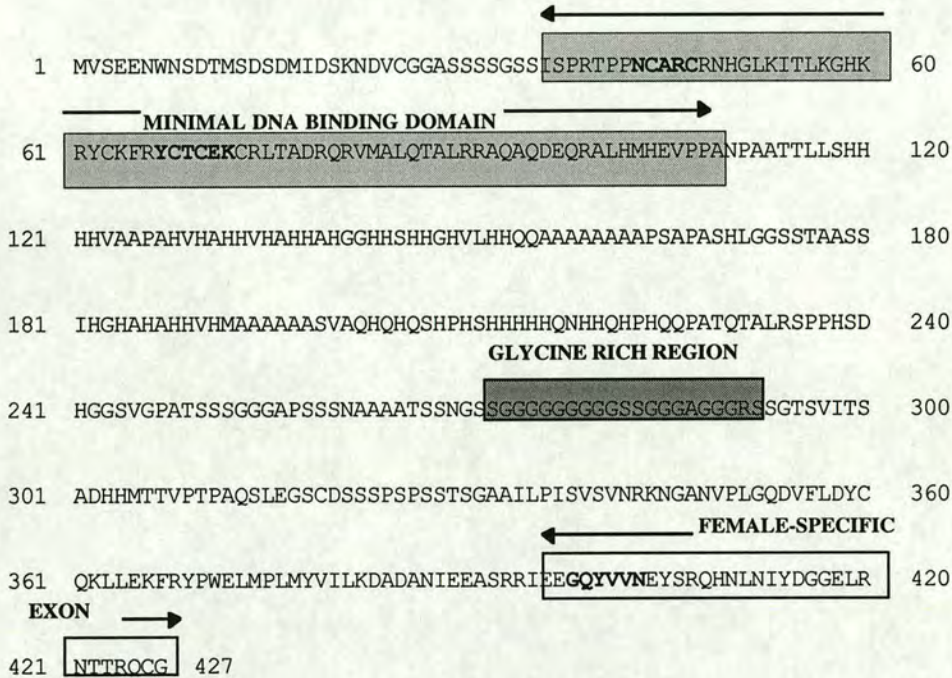 1 MVSEENWNSDTMSDSDMIDSKNDVCGGASSSSGSSISPRTPPNCARCRNHGLKITLKGHK 60
MINIMAL DNA BINDING DOMAIN
61 RYCKFRYCTCEKCRLTADRQRVMALQTALRRAQAQDEQRALHMHEVPPANPAATTLLSHH 120
121 HHVAAPAHVHAHHVHAHHAHGGHHSHHGHVLHHQQAAAAAAAAPSAPASHLGGSSTAASS 180
181 IHGHAHAHHVHMAAAAAASVAQHQHQSHPHSHHHHHQNHHQHPHQQPATQTALRSPPHSD 240
GLYCINE RICH REGION
241 HGGSVGPATSSSGGGAPSSSNAAAATSSNGSSGGGGGGGGGSSGGGAGGGRSSGTSVITS 300
301 ADHHMTTVPTPAQSLEGSCDSSSPSPSSTSGAAILPISVSVNRKNGANVPLGQDVFLDYC 360
FEMALE-SPECIFIC
361 QKLLEKFRYPWELMPLMYVILKDADANIEEASRRIEEGQYVVNEYSRQHNLNIYDGGELR 420
EXON
421 NTTRQCG 427